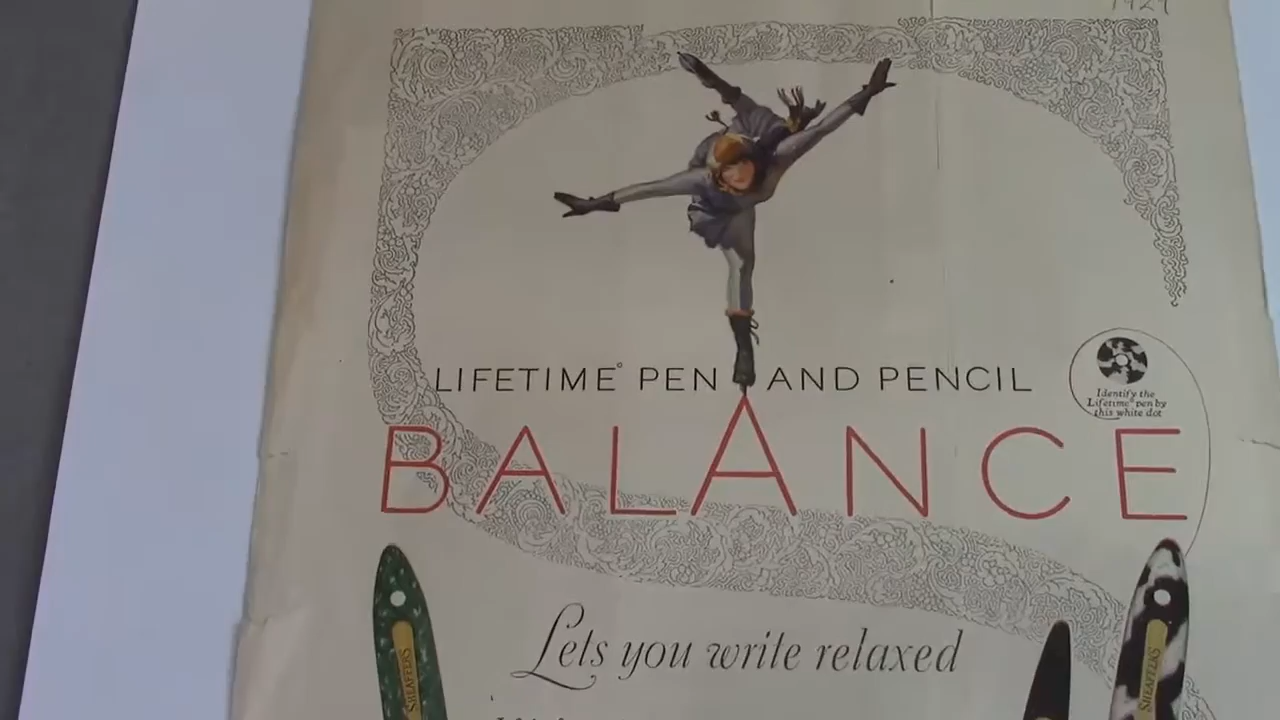 1929
LIFETIME° PEN AND PENCIL
Identify the
Lifetime° pen by
this white dot
BALANCE
Lets you write relaxed
SHEAFFER'S
SHEAFFER'S